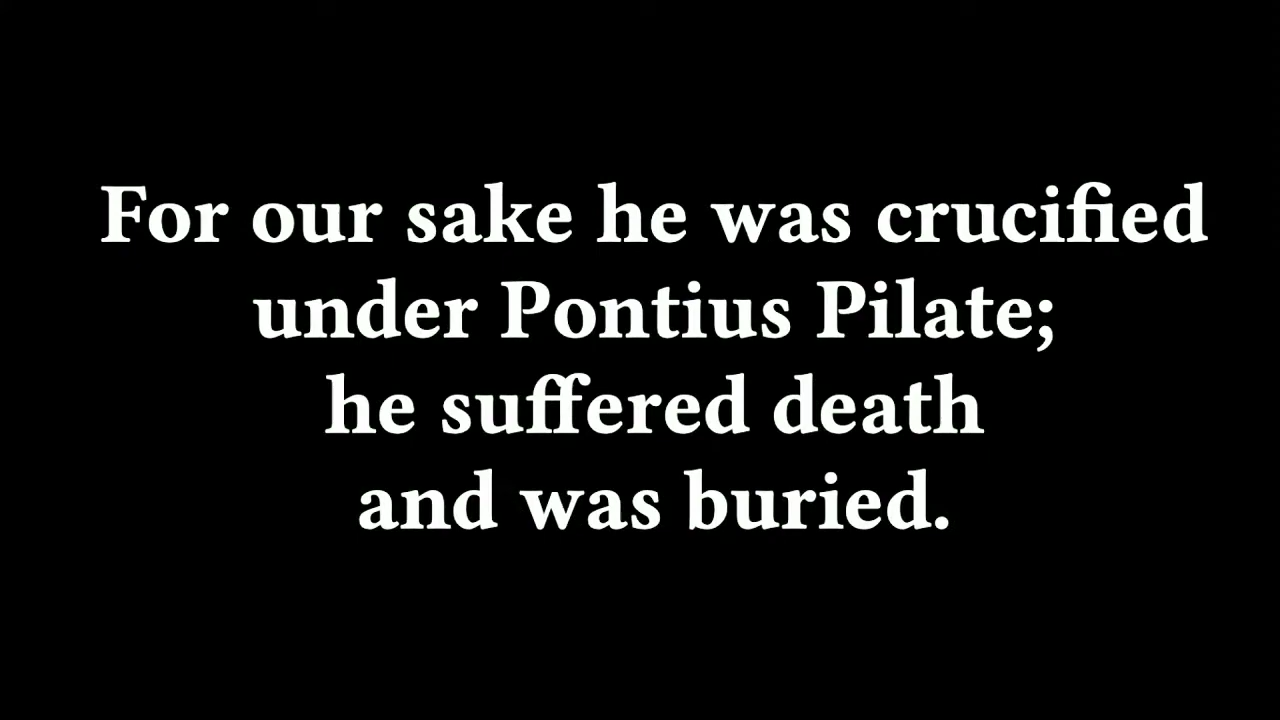 For our sake he was crucified
under Pontius Pilate;
he suffered death
and was buried.